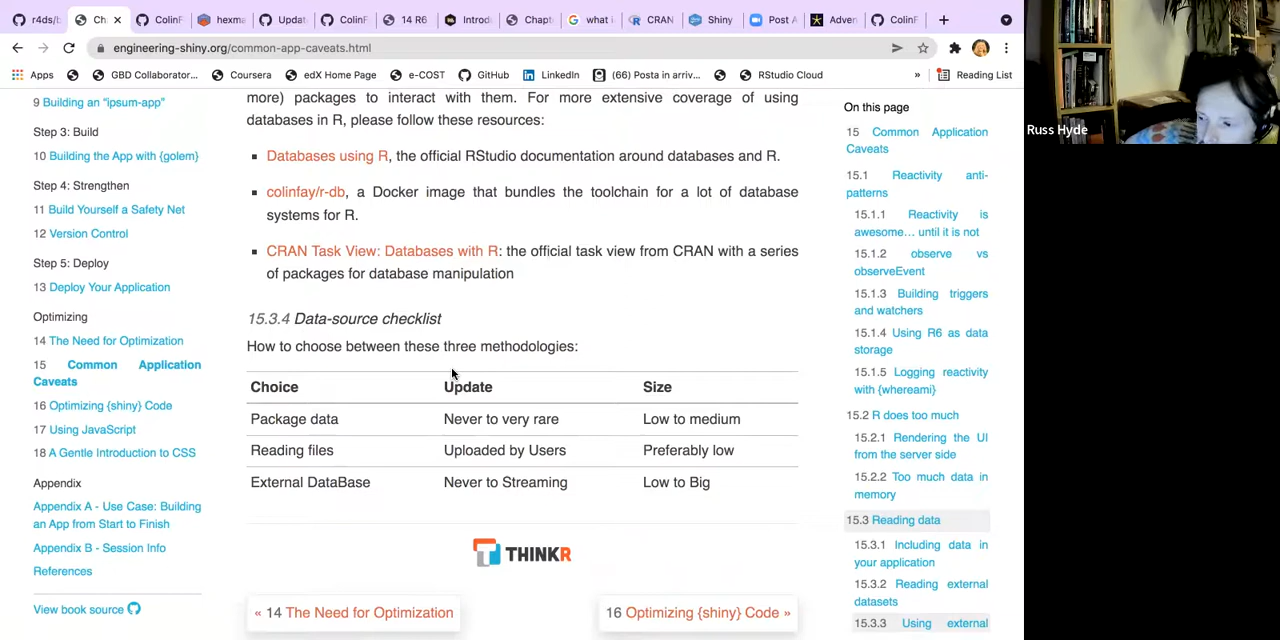 r4ds/b
Ch
ColinF
hexma
Updat
ColinF
14 R6
Introd
Chapt
what i
CRAN
Shiny
Post A
Adven
ColinF
engineering-shiny.org/common-app-caveats.html
Apps
GBD Collaborator...
Coursera
edX Home Page
e-COST
GitHub
LinkedIn
(66) Posta in arriv...
RStudio Cloud
»
Reading List
9 Building an “ipsum-app”
Step 3: Build
10 Building the App with {golem}
Step 4: Strengthen
11 Build Yourself a Safety Net
12 Version Control
Step 5: Deploy
13 Deploy Your Application
Optimizing
14 The Need for Optimization
15 Common Application
Caveats
16 Optimizing {shiny} Code
17 Using JavaScript
18 A Gentle Introduction to CSS
Appendix
Appendix A - Use Case: Building
an App from Start to Finish
Appendix B - Session Info
References
View book source
more) packages to interact with them. For more extensive coverage of using
databases in R, please follow these resources:
Databases using R, the official RStudio documentation around databases and R.
colinfay/r-db, a Docker image that bundles the toolchain for a lot of database
systems for R.
CRAN Task View: Databases with R: the official task view from CRAN with a series
of packages for database manipulation
15.3.4 Data-source checklist
How to choose between these three methodologies:
Choice Update Size
Package data Never to very rare Low to medium
Reading files Uploaded by Users Preferably low
External DataBase Never to Streaming Low to Big
THINKR
« 14 The Need for Optimization
16 Optimizing {shiny} Code »
On this page
15 Common Application
Caveats
15.1 Reactivity anti-
patterns
15.1.1 Reactivity is
awesome… until it is not
15.1.2 observe vs
observeEvent
15.1.3 Building triggers
and watchers
15.1.4 Using R6 as data
storage
15.1.5 Logging reactivity
with {whereami}
15.2 R does too much
15.2.1 Rendering the UI
from the server side
15.2.2 Too much data in
memory
15.3 Reading data
15.3.1 Including data in
your application
15.3.2 Reading external
datasets
15.3.3 Using external
Russ Hyde